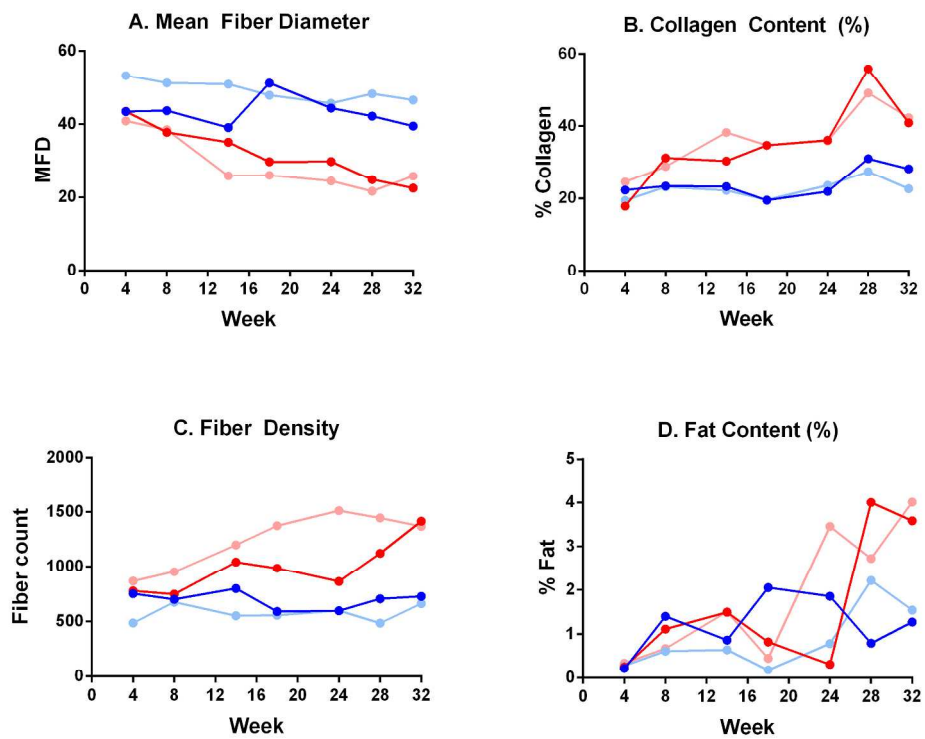 A. Mean Fiber Diameter
60
40
20
0
MFD
0 4 8 12 16 20 24 28 32
Week
B. Collagen Content (%)
60
40
20
0
% Collagen
0 4 8 12 16 20 24 28 32
Week
C. Fiber Density
2000
1500
1000
500
0
Fiber count
0 4 8 12 16 20 24 28 32
Week
D. Fat Content (%)
5
4
3
2
1
0
% Fat
0 4 8 12 16 20 24 28 32
Week